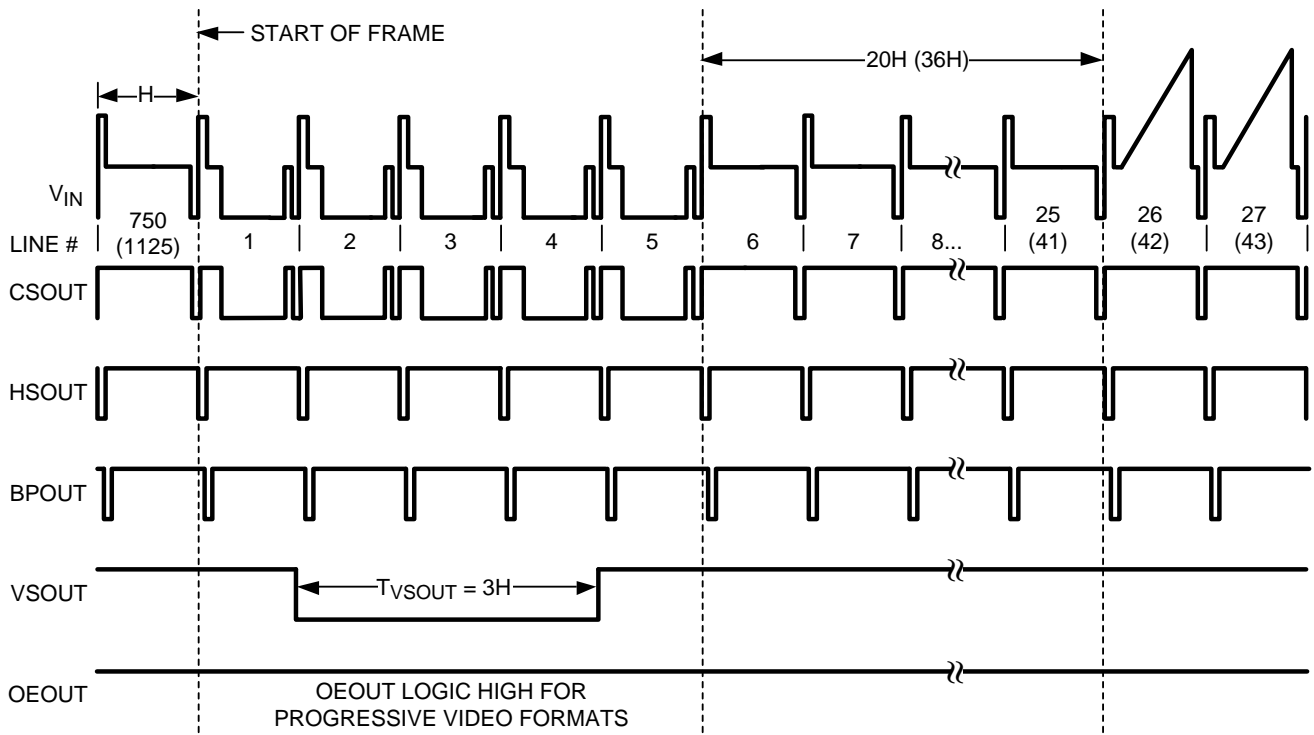 START OF FRAME
H
20H (36H)
VIN
LINE #
750
(1125)
1
2
3
4
5
6
7
8...
25
(41)
26
(42)
27
(43)
CSOUT
HSOUT
BPOUT
VSOUT
TVSOUT = 3H
OEOUT
OEOUT LOGIC HIGH FOR
PROGRESSIVE VIDEO FORMATS